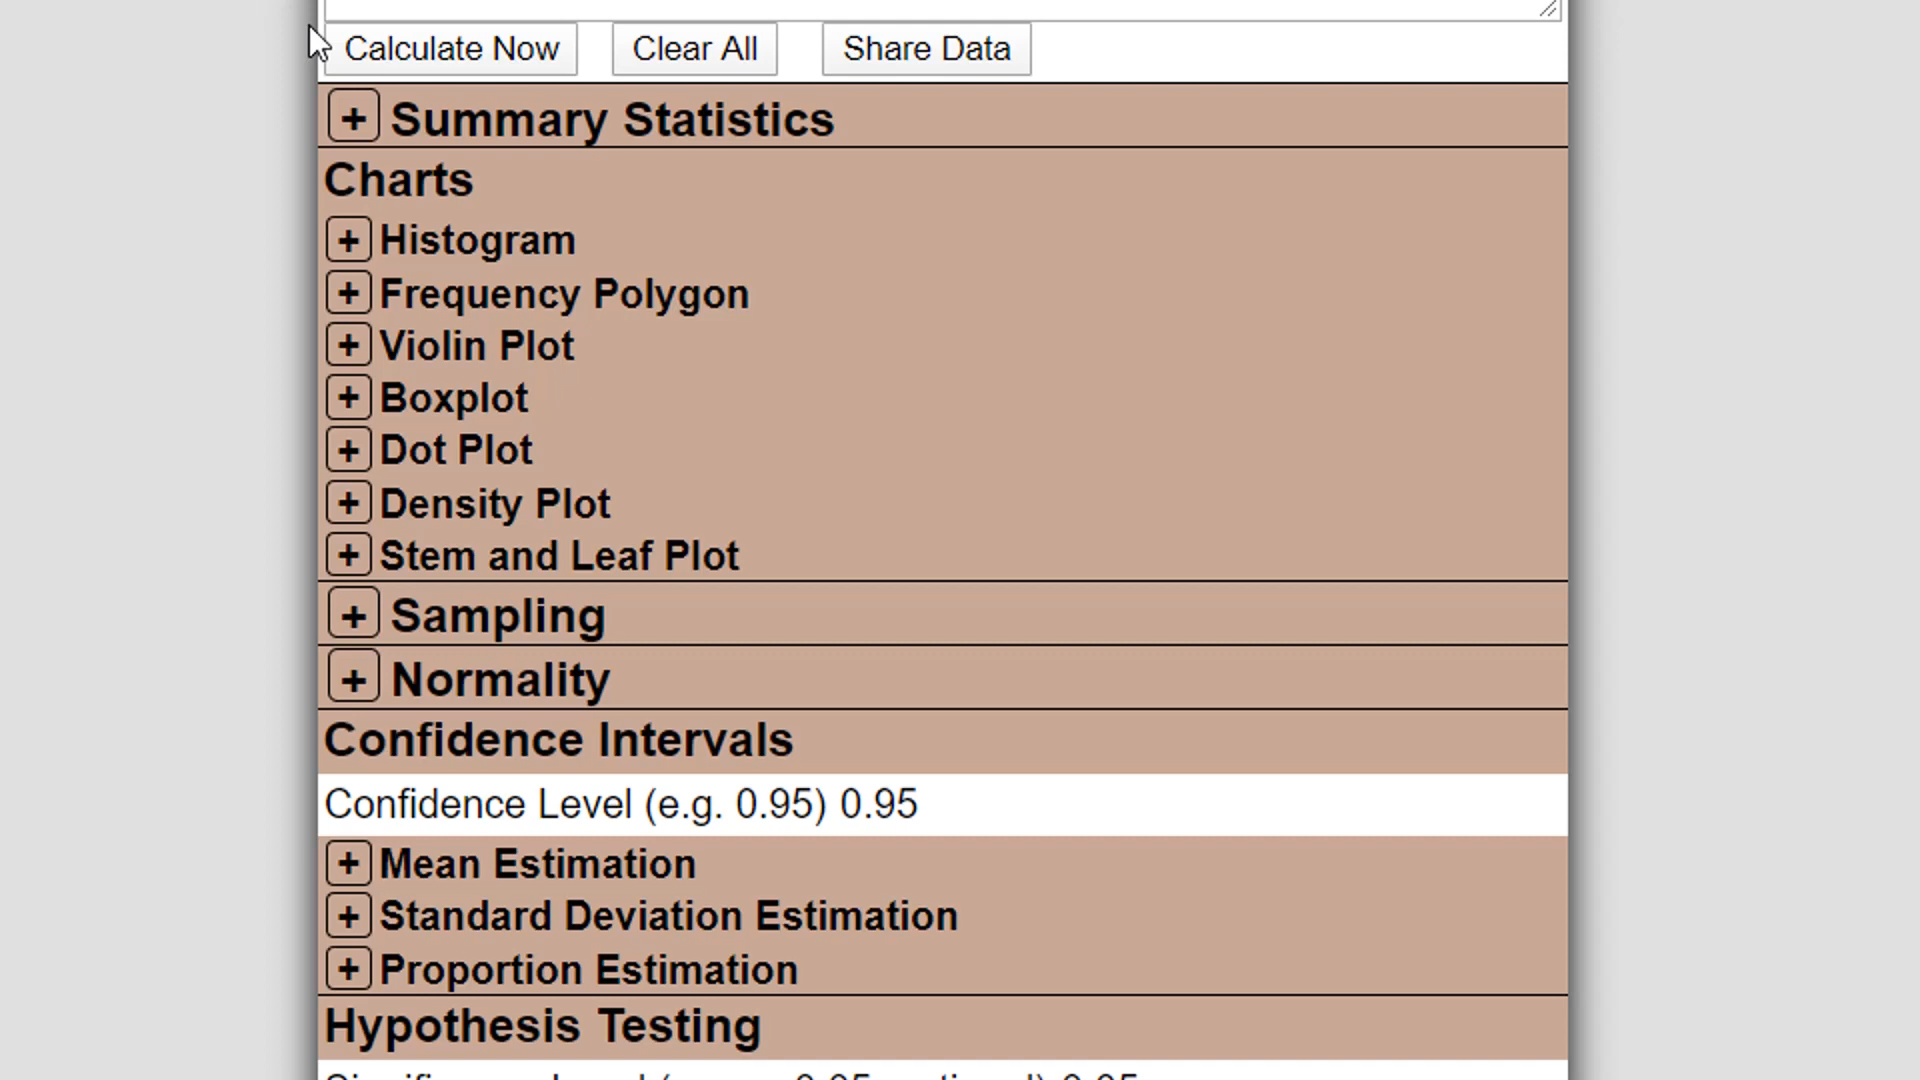 Calculate Now Clear All Share Data
+ Summary Statistics
Charts
+ Histogram
+ Frequency Polygon
+ Violin Plot
+ Boxplot
+ Dot Plot
+ Density Plot
+ Stem and Leaf Plot
+ Sampling
+ Normality
Confidence Intervals
Confidence Level (e.g. 0.95) 0.95
+ Mean Estimation
+ Standard Deviation Estimation
+ Proportion Estimation
Hypothesis Testing